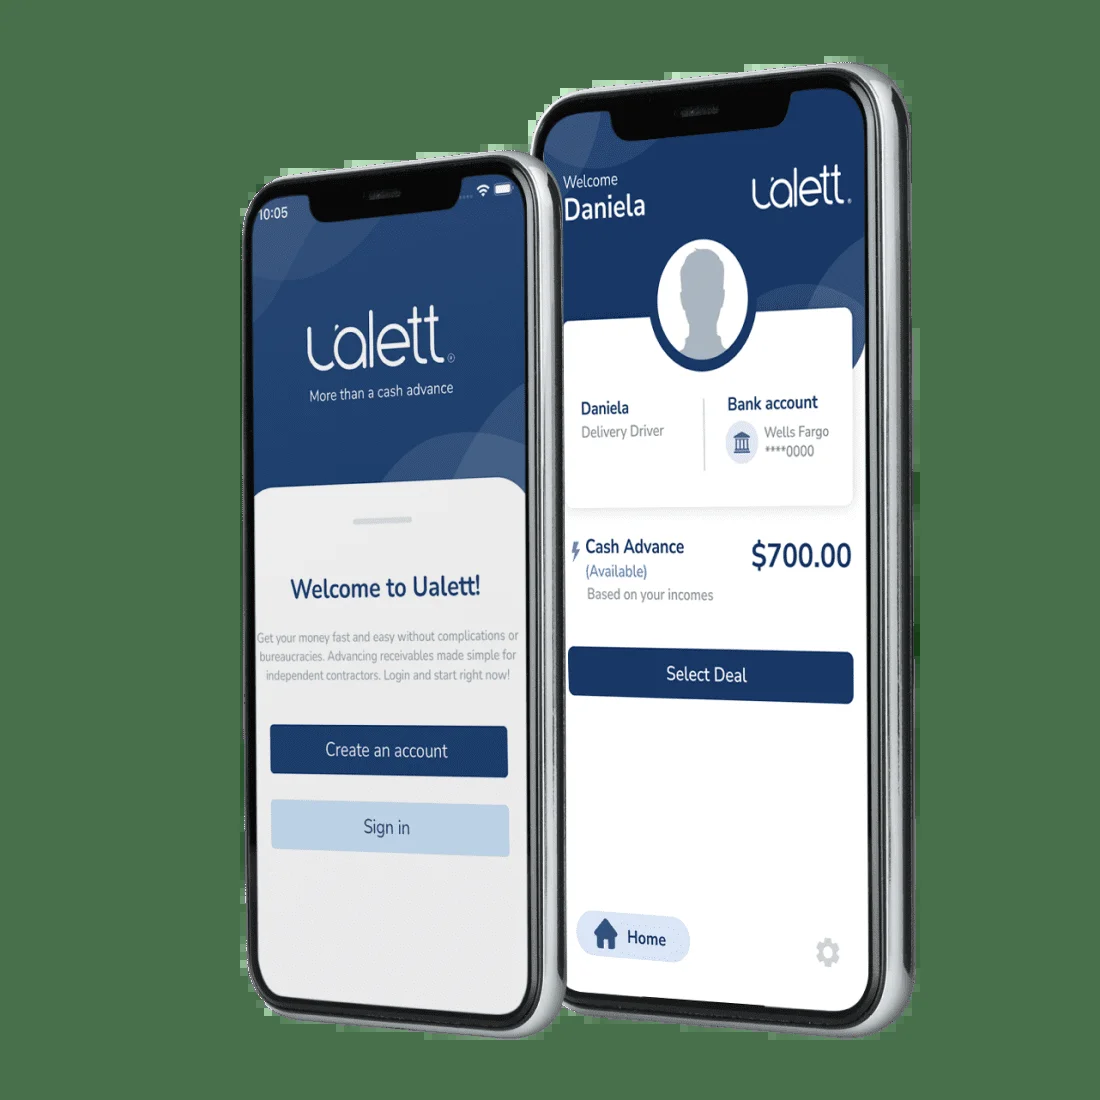 10:05
Ualett®
More than a cash advance
Welcome to Ualett!
Get your money fast and easy without complications or
bureaucracies. Advancing receivables made simple for
independent contractors. Login and start right now!
Create an account
Sign in
Welcome
Daniela
Ualett®
Daniela
Delivery Driver
Bank account
Wells Fargo
****0000
Cash Advance
(Available)
Based on your incomes
$700.00
Select Deal
Home